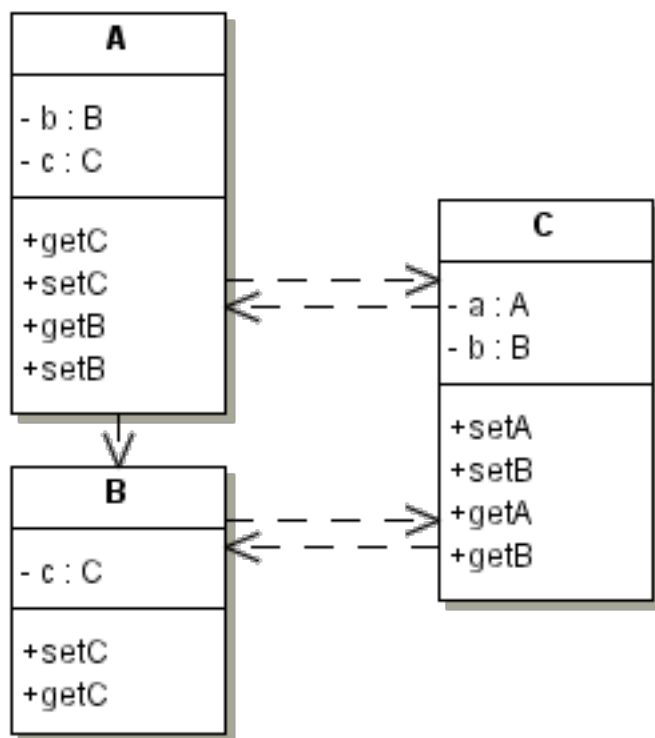 A
- b : B
- c : C
+getC
+setC
+getB
+setB
B
- c : C
+setC
+getC
C
- a : A
- b : B
+setA
+setB
+getA
+getB